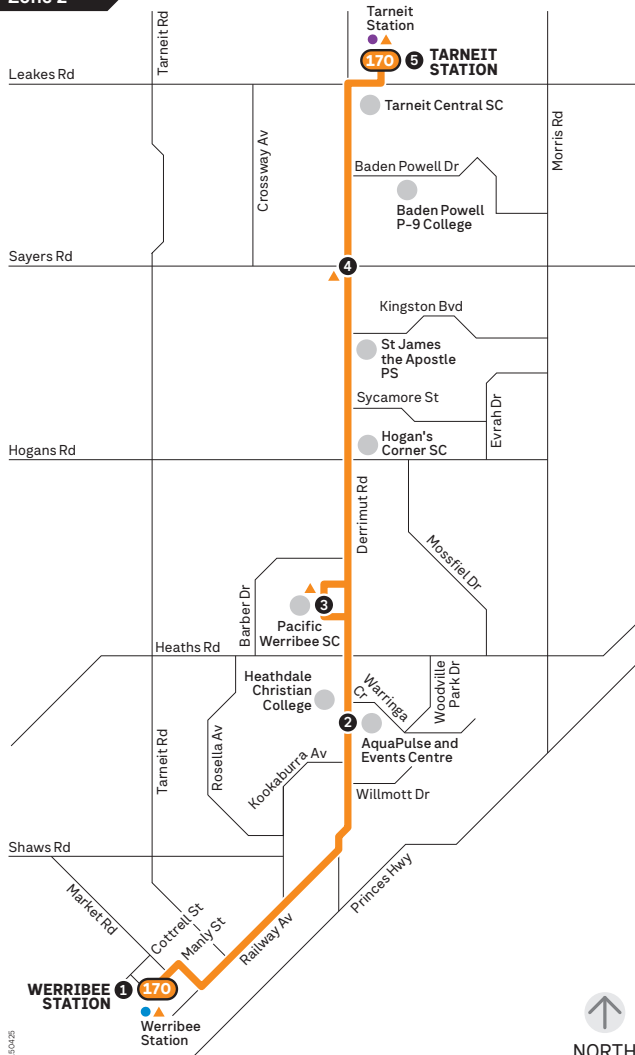 Zone 2
Tarneit Rd
Tarneit
Station
170
5
TARNEIT
STATION
Leakes Rd
Tarneit Central SC
Crossway Av
Morris Rd
Baden Powell Dr
Baden Powell
P-9 College
Sayers Rd
4
Kingston Bvd
St James
the Apostle
PS
Sycamore St
Evrah Dr
Hogan's
Corner SC
Hogans Rd
Derrimut Rd
Mossfiel Dr
Barber Dr
3
Pacific
Werribee SC
Heaths Rd
Heathdale
Christian
College
Warringa
Cr
Woodville
Park Dr
2
AquaPulse and
Events Centre
Rosella Av
Tarneit Rd
Kookaburra Av
Willmott Dr
Shaws Rd
Princes Hwy
Market Rd
Cottrell St
Manly St
Railway Av
WERRIBEE
STATION
1
170
Werribee
Station
NORTH
50425